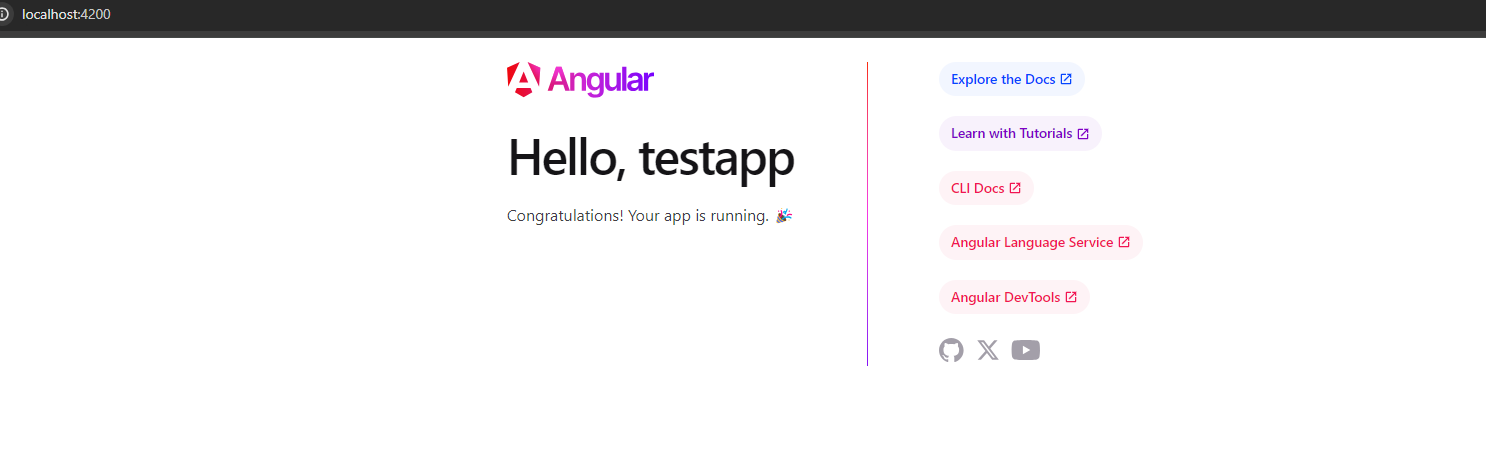 localhost:4200
Angular
Hello, testapp
Congratulations! Your app is running. 🎉
Explore the Docs
Learn with Tutorials
CLI Docs
Angular Language Service
Angular DevTools